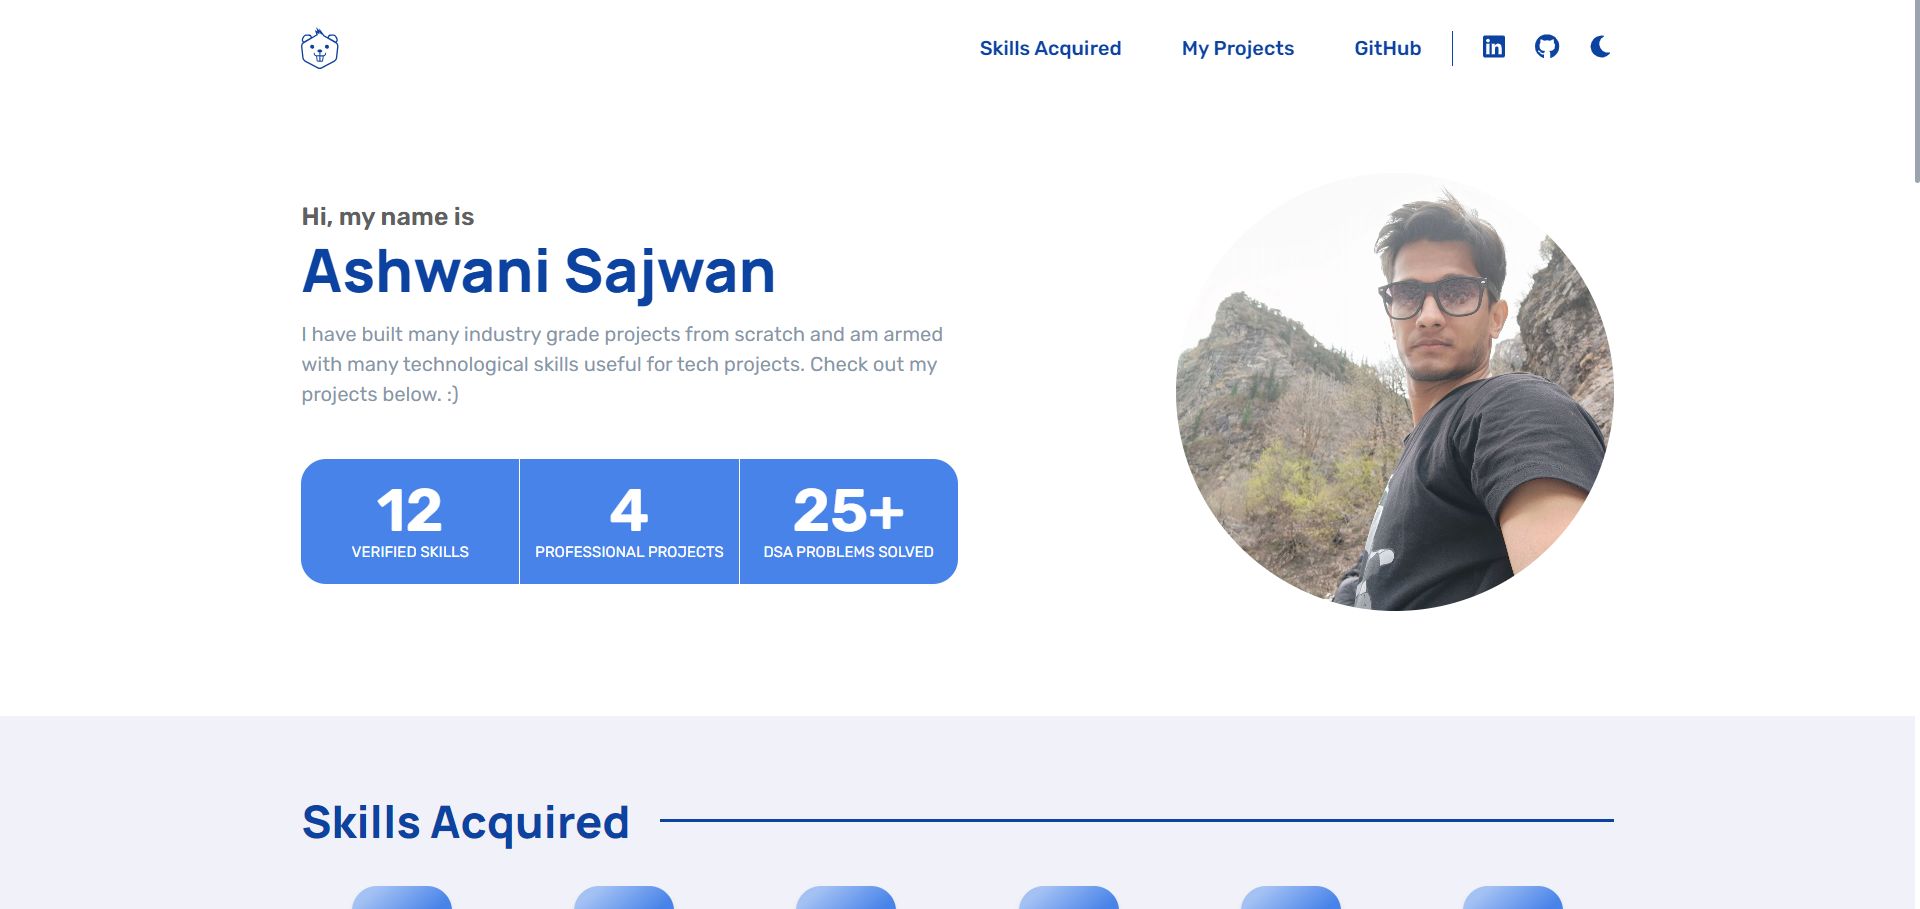 Skills Acquired
My Projects
GitHub
Hi, my name is
Ashwani Sajwan
I have built many industry grade projects from scratch and am armed
with many technological skills useful for tech projects. Check out my
projects below. :)
12
VERIFIED SKILLS
4
PROFESSIONAL PROJECTS
25+
DSA PROBLEMS SOLVED
Skills Acquired